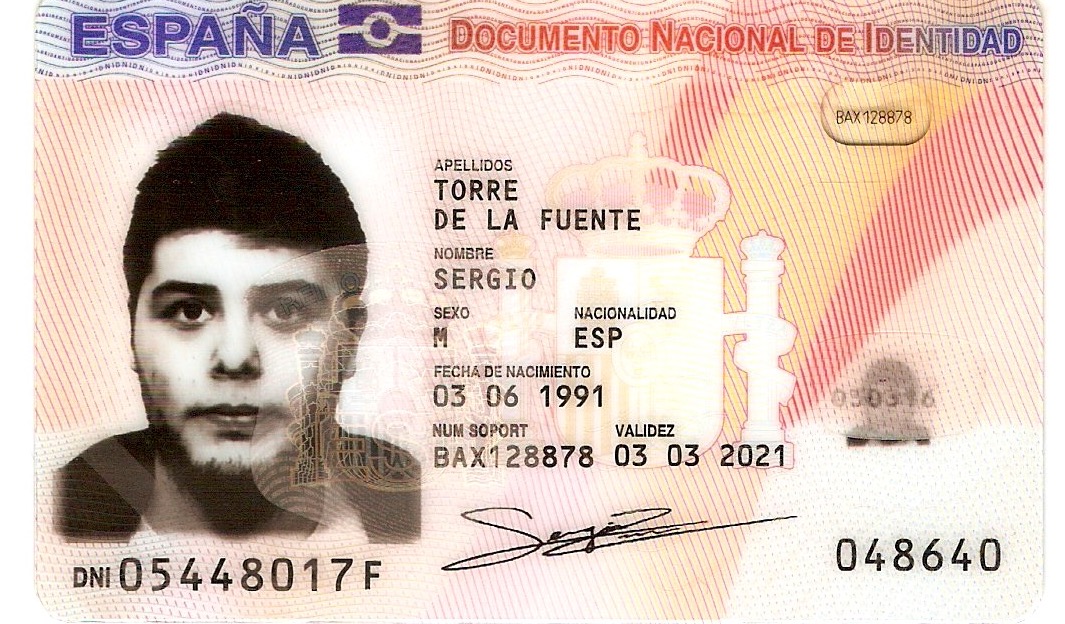 ESPAÑA DOCUMENTO NACIONAL DE IDENTIDAD
BAX128878
APELLIDOS
TORRE
DE LA FUENTE
NOMBRE
SERGIO
SEXO NACIONALIDAD
M ESP
FECHA DE NACIMIENTO
03 06 1991
NUM SOPORT VALIDEZ
BAX128878 03 03 2021
030316
Sergio
048640
DNI 05448017F